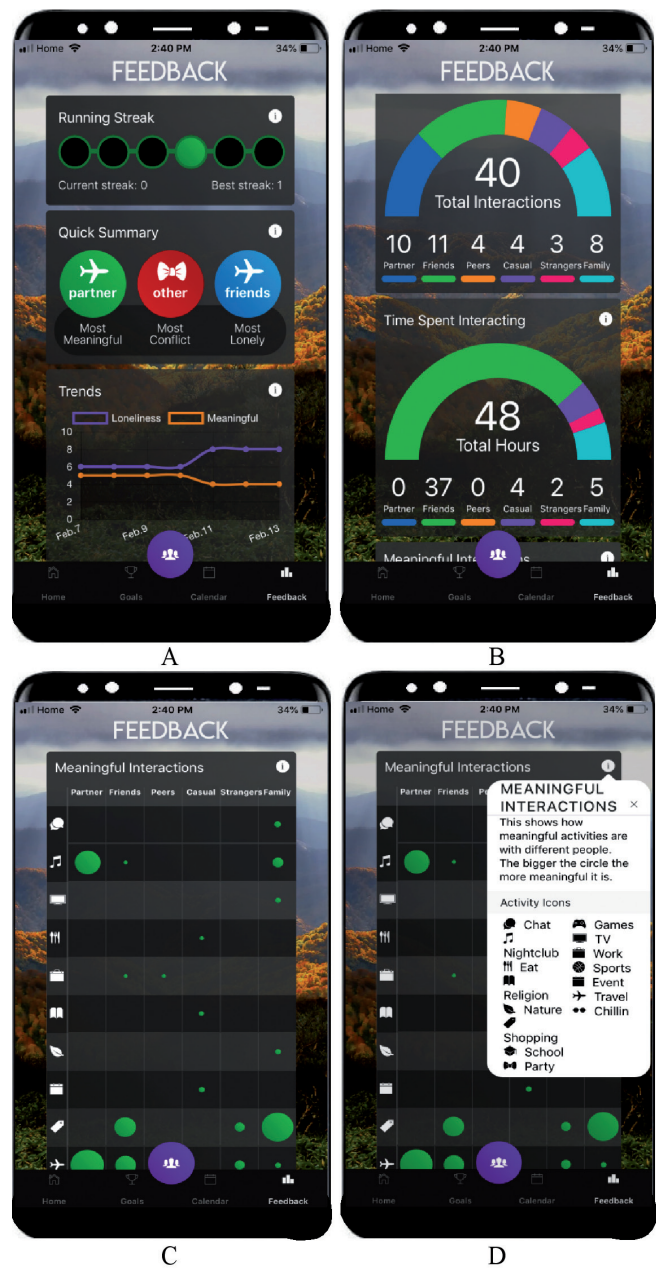 Home 2:40 PM 34%
FEEDBACK
Running Streak
Current streak: 0 Best streak: 1
Quick Summary
partner other friends
Most Meaningful Most Conflict Most Lonely
Trends
Loneliness Meaningful
10
8
6
4
2
0
Feb.7 Feb.9 Feb.11 Feb.13
Home Goals Calendar Feedback
A
Home 2:40 PM 34%
FEEDBACK
40
Total Interactions
10 11 4 4 3 8
Partner Friends Peers Casual Strangers Family
Time Spent Interacting
48
Total Hours
0 37 0 4 2 5
Partner Friends Peers Casual Strangers Family
Meaningful
Home Goals Calendar Feedback
B
Home 2:40 PM 34%
FEEDBACK
Meaningful Interactions
Partner Friends Peers Casual Strangers Family
Home Goals Calendar Feedback
C
Home 2:40 PM 34%
FEEDBACK
Meaningful Interactions
Partner Friends
MEANINGFUL
INTERACTIONS ×
This shows how
meaningful activities are
with different people.
The bigger the circle the
more meaningful it is.
Activity Icons
Chat Games
TV
Nightclub Work
Eat Sports
Event
Religion Travel
Nature Chillin
Shopping
School
Party
Home Goals Calendar Feedback
D